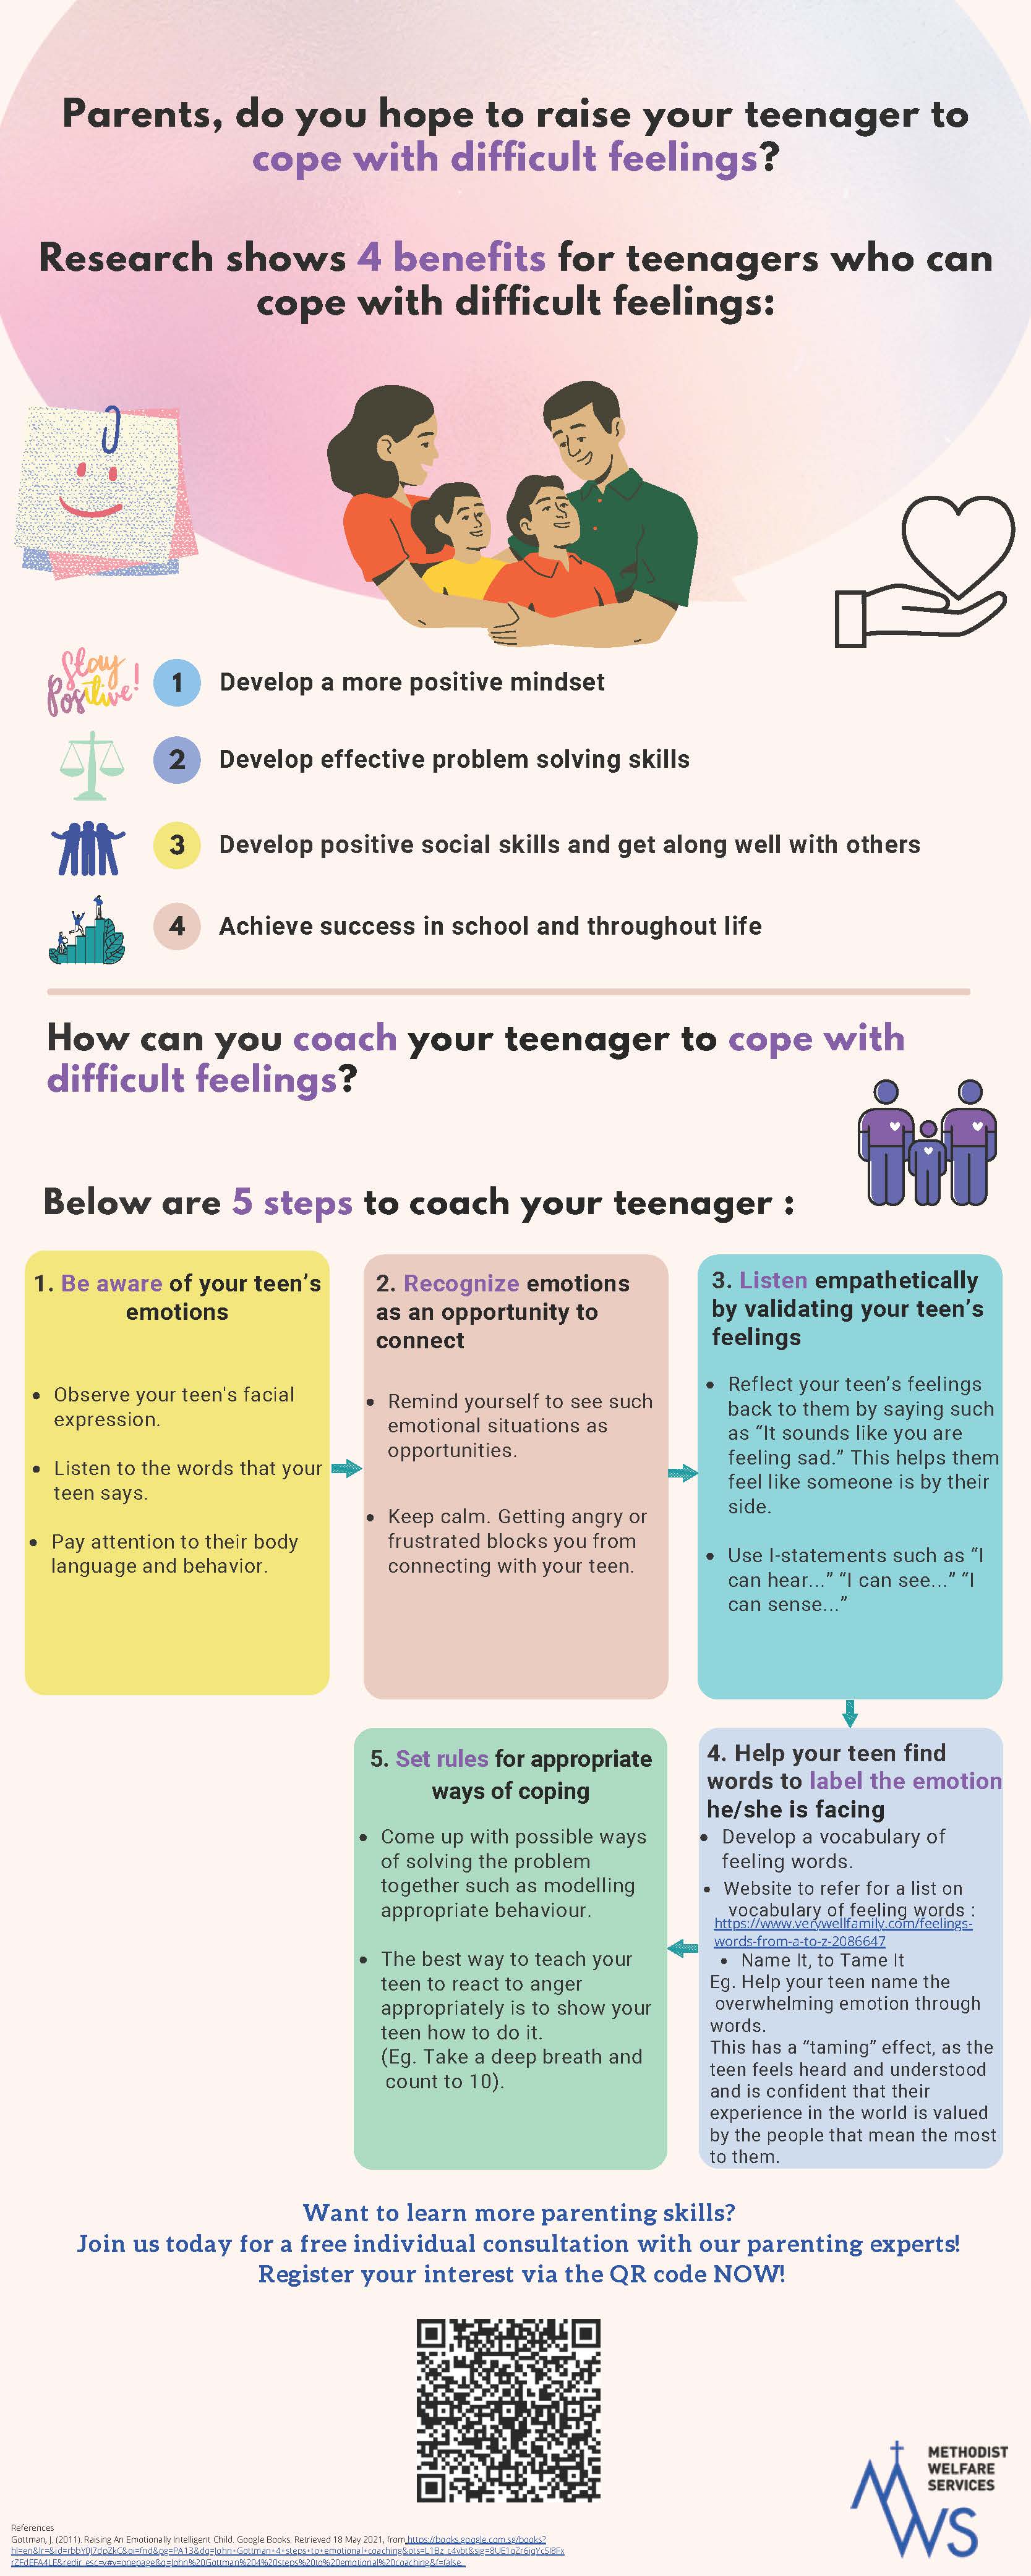 Parents, do you hope to raise your teenager to
cope with difficult feelings?
Research shows 4 benefits for teenagers who can
cope with difficult feelings:
Stay
Positive!
1 Develop a more positive mindset
2 Develop effective problem solving skills
3 Develop positive social skills and get along well with others
4 Achieve success in school and throughout life
How can you coach your teenager to cope with
difficult feelings?
Below are 5 steps to coach your teenager :
1. Be aware of your teen's
emotions
• Observe your teen's facial
expression.
• Listen to the words that your
teen says.
• Pay attention to their body
language and behavior.
2. Recognize emotions
as an opportunity to
connect
• Remind yourself to see such
emotional situations as
opportunities.
• Keep calm. Getting angry or
frustrated blocks you from
connecting with your teen.
3. Listen empathetically
by validating your teen's
feelings
• Reflect your teen's feelings
back to them by saying such
as “It sounds like you are
feeling sad.” This helps them
feel like someone is by their
side.
• Use I-statements such as “I
can hear...” “I can see...” “I
can sense...”
4. Help your teen find
words to label the emotion
he/she is facing
• Develop a vocabulary of
feeling words.
• Website to refer for a list on
vocabulary of feeling words :
https://www.verywellfamily.com/feelings-
words-from-a-to-z-2086647
• Name It, to Tame It
Eg. Help your teen name the
overwhelming emotion through
words.
This has a “taming” effect, as the
teen feels heard and understood
and is confident that their
experience in the world is valued
by the people that mean the most
to them.
5. Set rules for appropriate
ways of coping
• Come up with possible ways
of solving the problem
together such as modelling
appropriate behaviour.
• The best way to teach your
teen to react to anger
appropriately is to show your
teen how to do it.
(Eg. Take a deep breath and
count to 10).
Want to learn more parenting skills?
Join us today for a free individual consultation with our parenting experts!
Register your interest via the QR code NOW!
METHODIST
WELFARE
SERVICES
MWS
References
Gottman, J. (2011). Raising An Emotionally Intelligent Child. Google Books. Retrieved 18 May 2021, from https://books.google.com.sg/books?